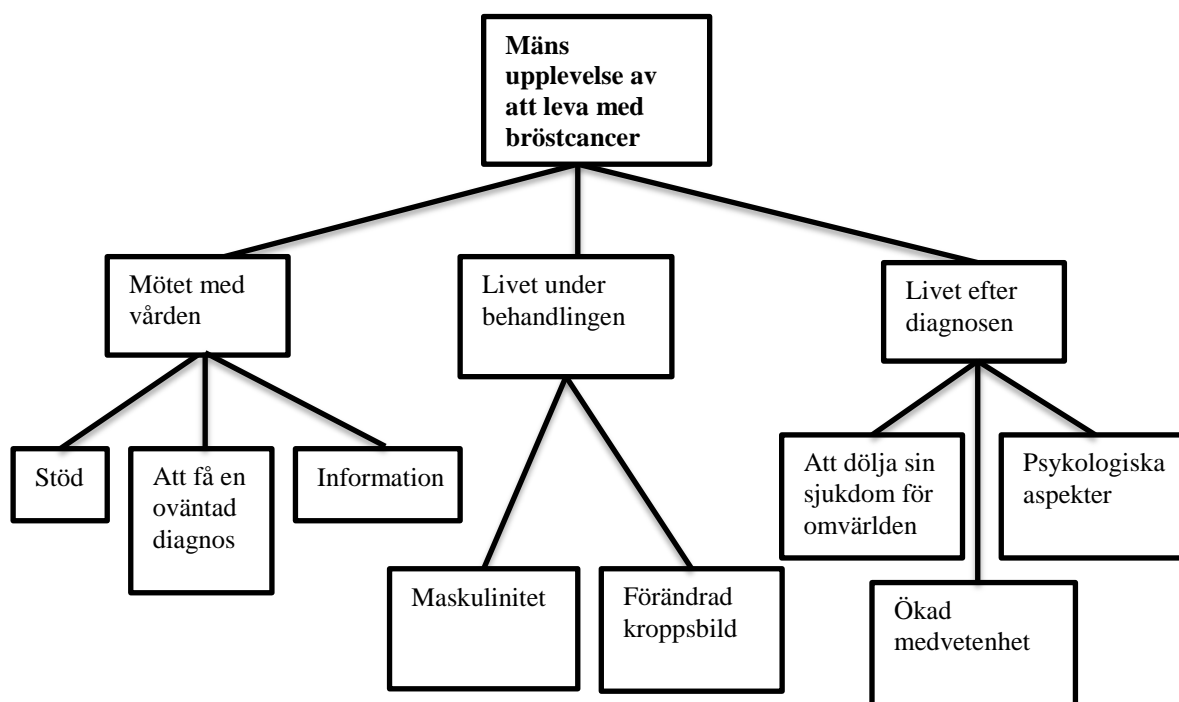 Mäns
upplevelse av
att leva med
bröstcancer
Mötet med
vården
Livet under
behandlingen
Livet efter
diagnosen
Stöd
Att få en
oväntad
diagnos
Information
Maskulinitet
Förändrad
kroppsbild
Att dölja sin
sjukdom för
omvärlden
Ökad
medvetenhet
Psykologiska
aspekter